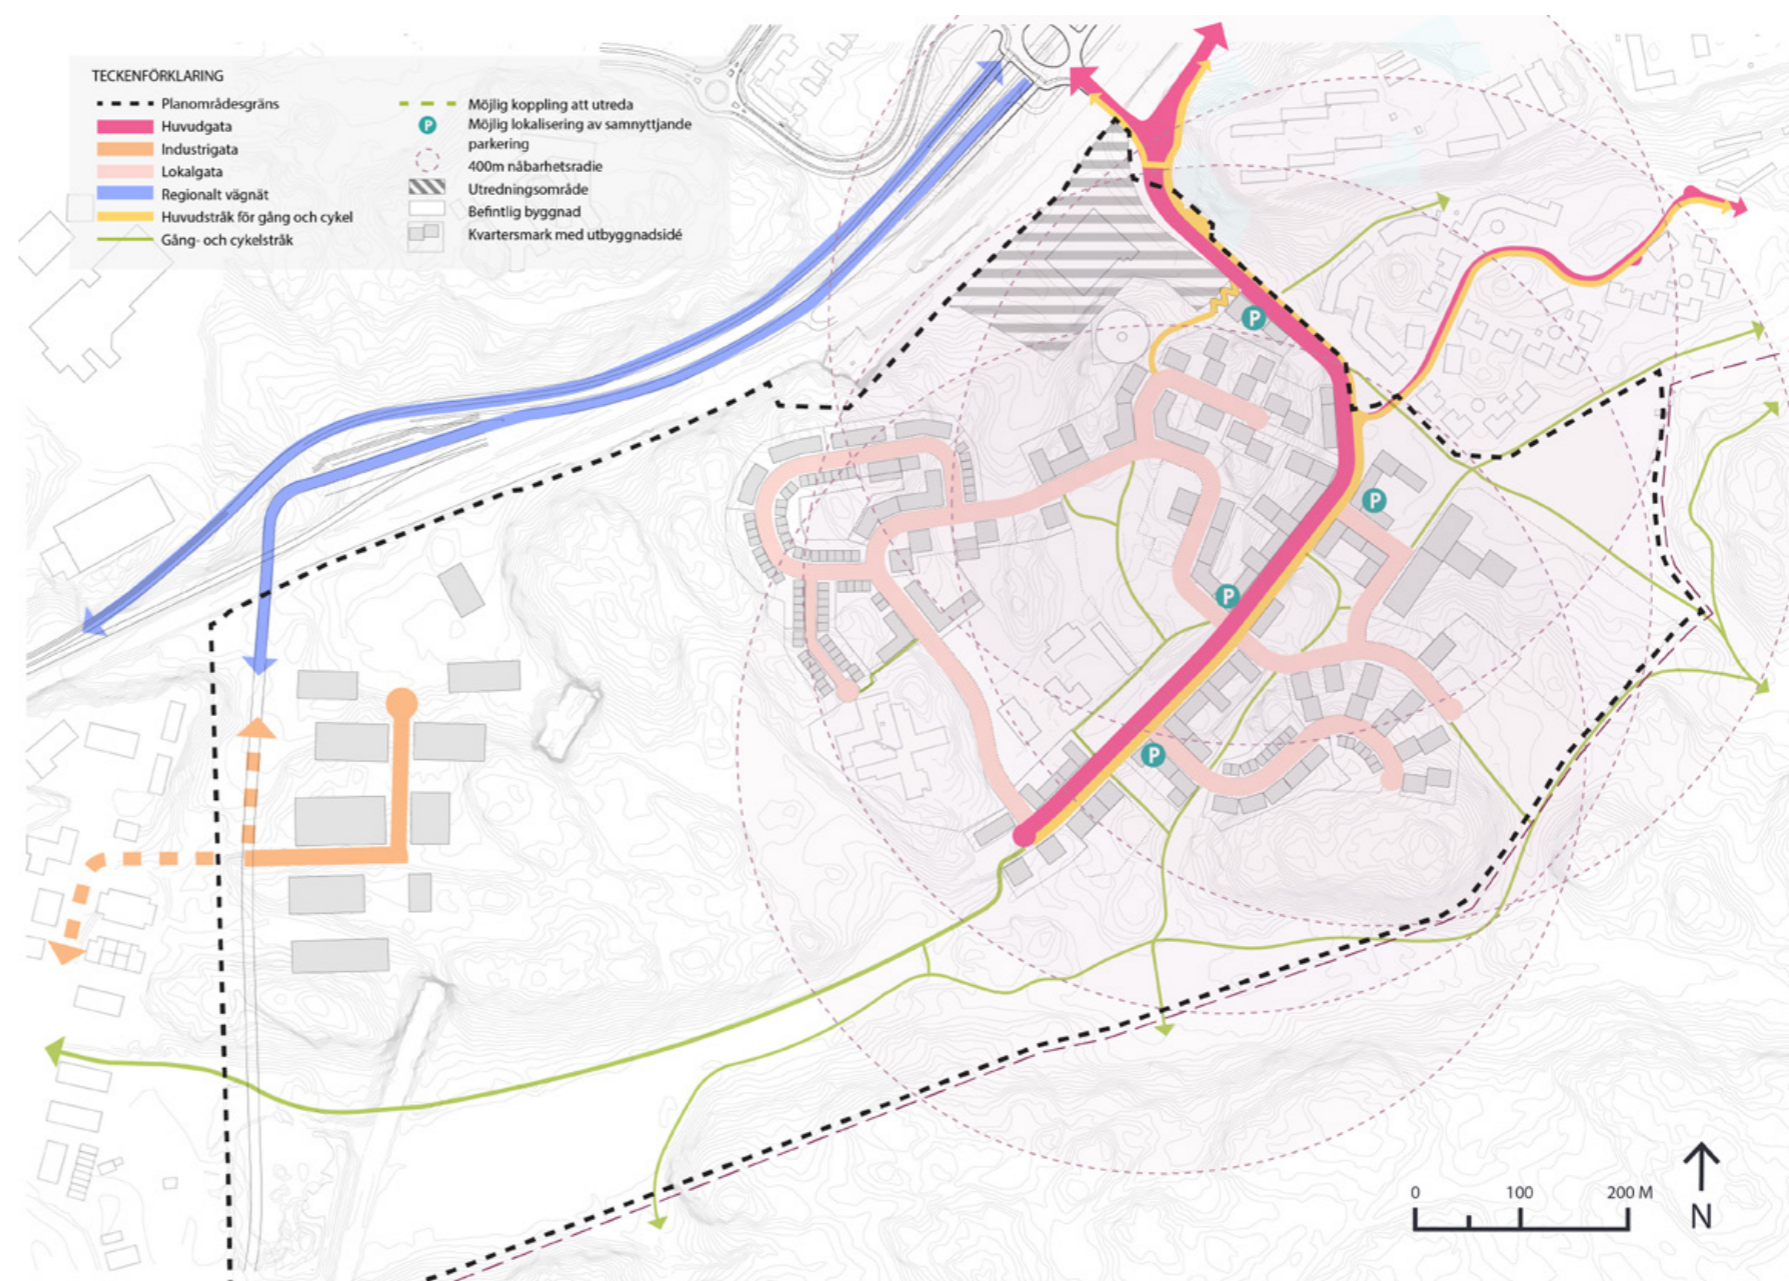 TECKENFÖRKLARING
Planområdesgräns
Huvudgata
Industrigata
Lokalgata
Regionalt vägnät
Huvudstråk för gång och cykel
Gång- och cykelstråk
Möjlig koppling att utreda
P
Möjlig lokalisering av samnyttjande
parkering
400m nåbarhetsradie
Utredningsområde
Befintlig byggnad
Kvartersmark med utbyggnadsidé
P
P
P
P
0 100 200 M
N